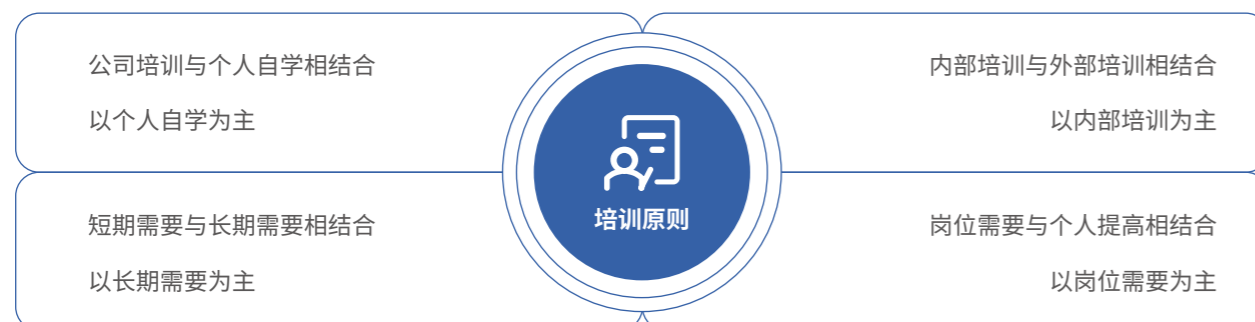 公司培训与个人自学相结合
以个人自学为主
内部培训与外部培训相结合
以内部培训为主
培训原则
短期需要与长期需要相结合
以长期需要为主
岗位需要与个人提高相结合
以岗位需要为主